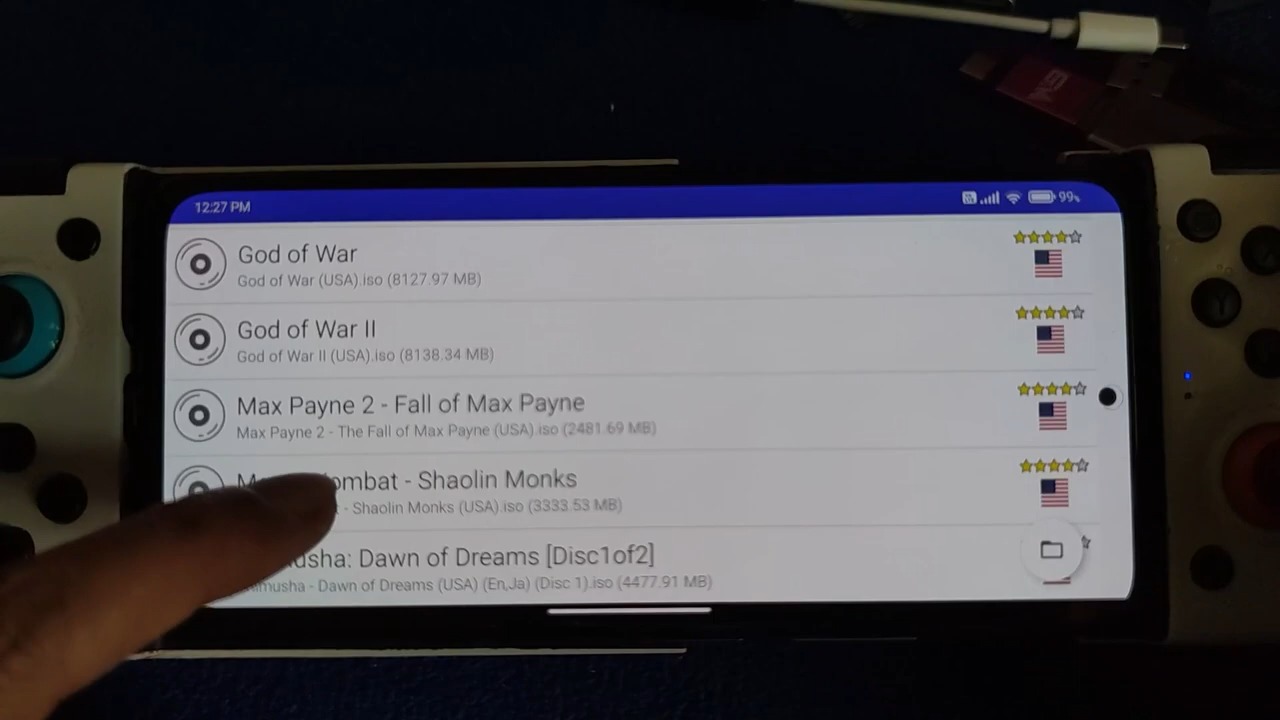 12:27 PM
99%
God of War
God of War (USA).iso (8127.97 MB)
God of War II
God of War II (USA).iso (8138.34 MB)
Max Payne 2 - Fall of Max Payne
Max Payne 2 - The Fall of Max Payne (USA).iso (2481.69 MB)
ombat - Shaolin Monks
- Shaolin Monks (USA).iso (3333.53 MB)
usha: Dawn of Dreams [Disc1of2]
imusha - Dawn of Dreams (USA) (En,Ja) (Disc 1).iso (4477.91 MB)
Y